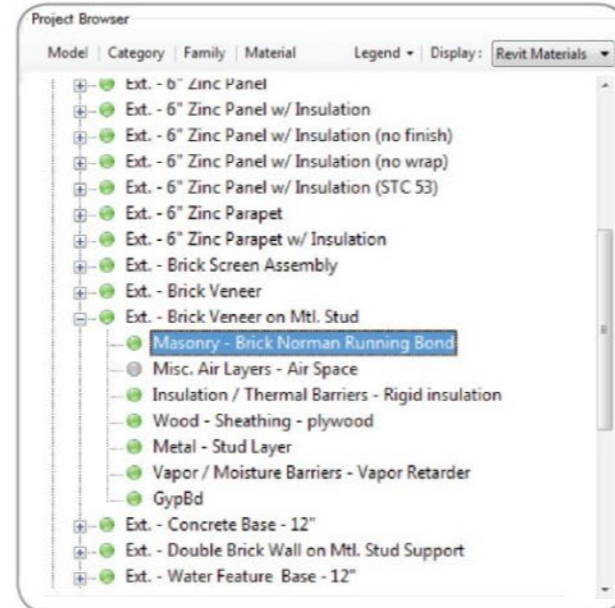 Project Browser
Model | Category | Family | Material Legend Display: Revit Materials
Ext. - 6" Zinc Panel
Ext. - 6" Zinc Panel w/ Insulation
Ext. - 6" Zinc Panel w/ Insulation (no finish)
Ext. - 6" Zinc Panel w/ Insulation (no wrap)
Ext. - 6" Zinc Panel w/ Insulation (STC 53)
Ext. - 6" Zinc Parapet
Ext. - 6" Zinc Parapet w/ Insulation
Ext. - Brick Screen Assembly
Ext. - Brick Veneer
Ext. - Brick Veneer on Mtl. Stud
Masonry - Brick Norman Running Bond
Misc. Air Layers - Air Space
Insulation / Thermal Barriers - Rigid insulation
Wood - Sheathing - plywood
Metal - Stud Layer
Vapor / Moisture Barriers - Vapor Retarder
GypBd
Ext. - Concrete Base - 12"
Ext. - Double Brick Wall on Mtl. Stud Support
Ext. - Water Feature Base - 12"